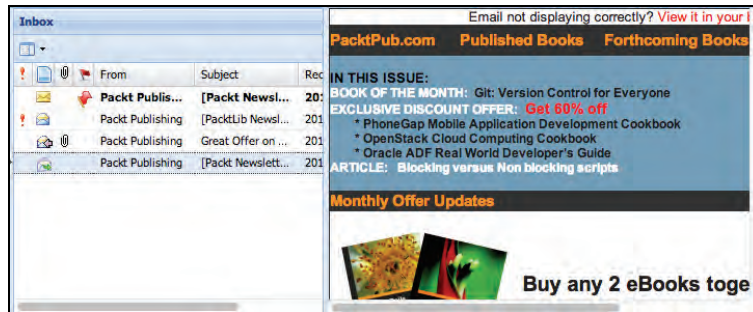 Inbox
From Subject Rec
Packt Publis... [Packt Newsl... 201
Packt Publishing [PacktLib Newsl... 201
Packt Publishing Great Offer on ... 201
Packt Publishing [Packt Newslett... 201
Email not displaying correctly? View it in your
PacktPub.com Published Books Forthcoming Books
IN THIS ISSUE:
BOOK OF THE MONTH: Git: Version Control for Everyone
EXCLUSIVE DISCOUNT OFFER: Get 60% off
* PhoneGap Mobile Application Development Cookbook
* OpenStack Cloud Computing Cookbook
* Oracle ADF Real World Developer's Guide
ARTICLE: Blocking versus Non blocking scripts
Monthly Offer Updates
Buy any 2 eBooks toge